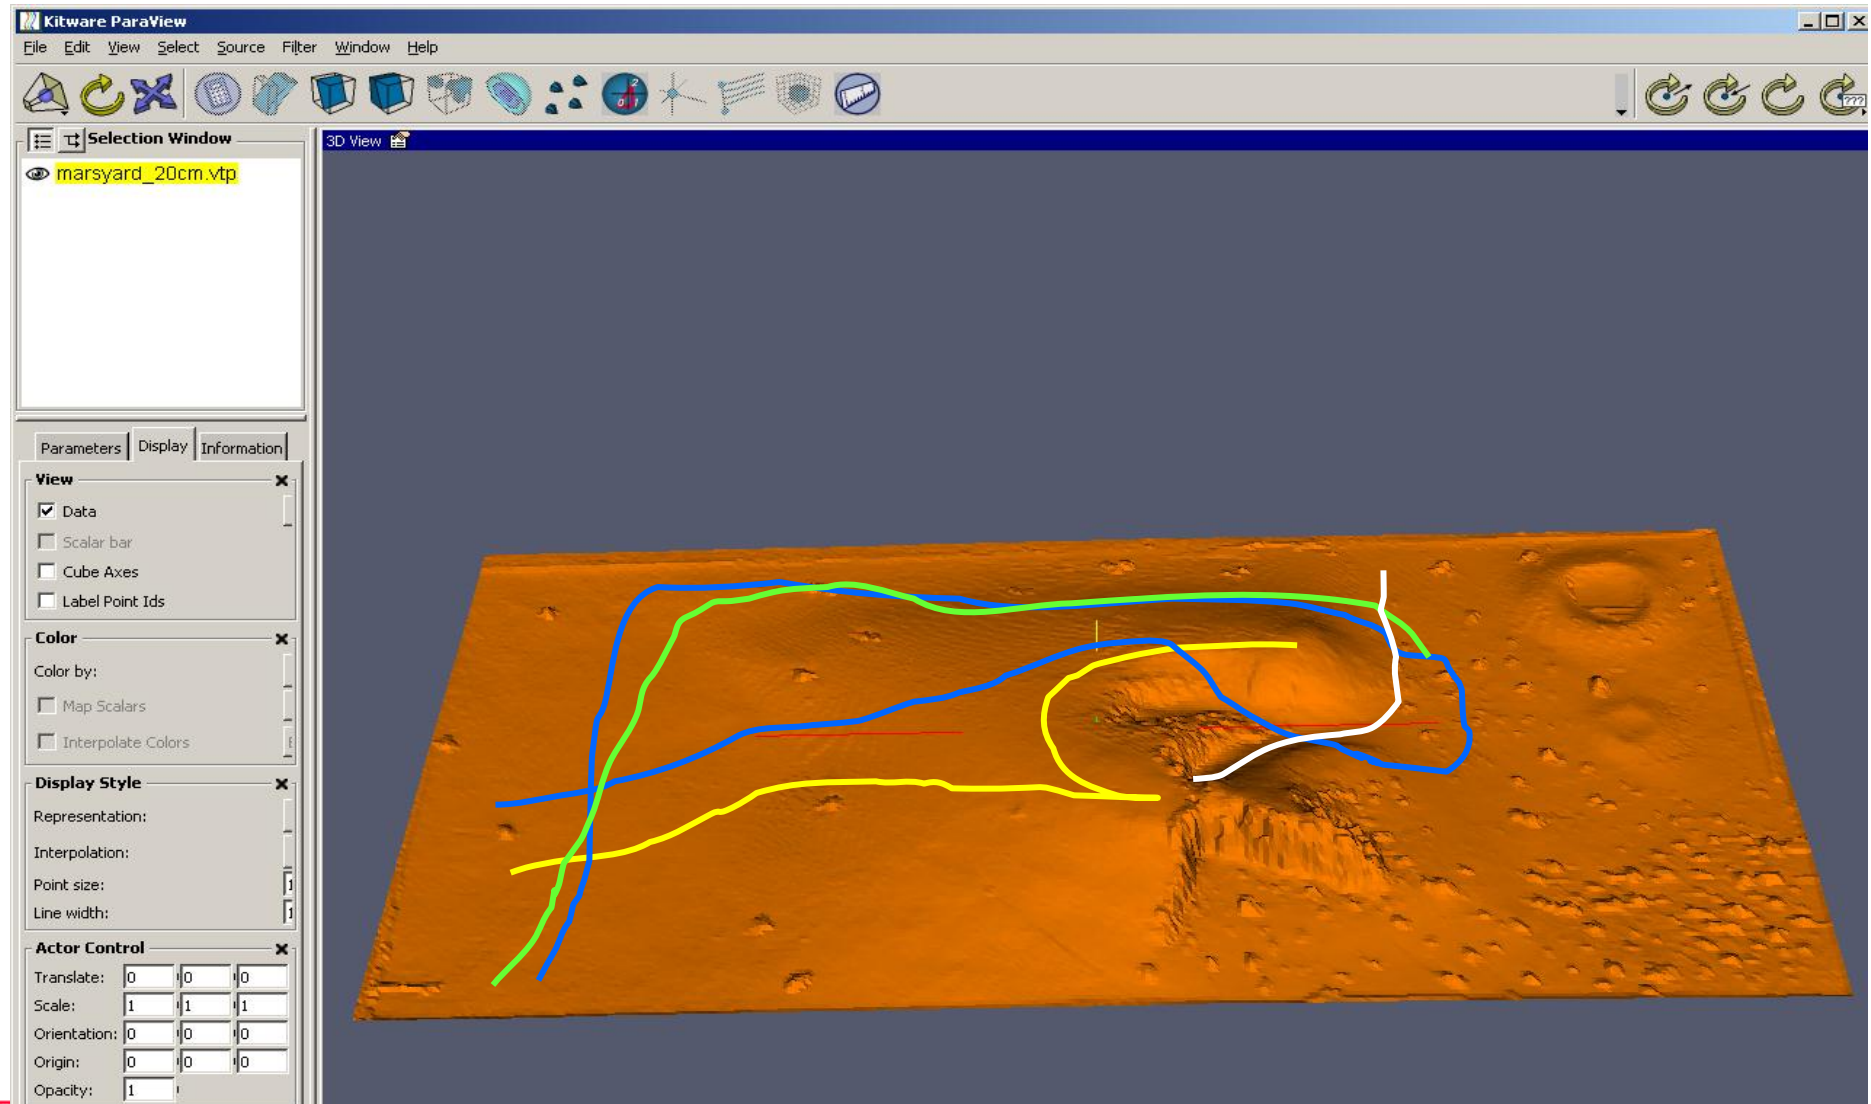 Kitware ParaView
File Edit View Select Source Filter Window Help
???
Selection Window
3D View
marsyard_20cm.vtp
Parameters Display Information
View
Data
Scalar bar
Cube Axes
Label Point Ids
Color
Color by:
Map Scalars
Interpolate Colors
Display Style
Representation:
Interpolation:
Point size: 1
Line width: 1
Actor Control
Translate: 0 0 0
Scale: 1 1 1
Orientation: 0 0 0
Origin: 0 0 0
Opacity: 1